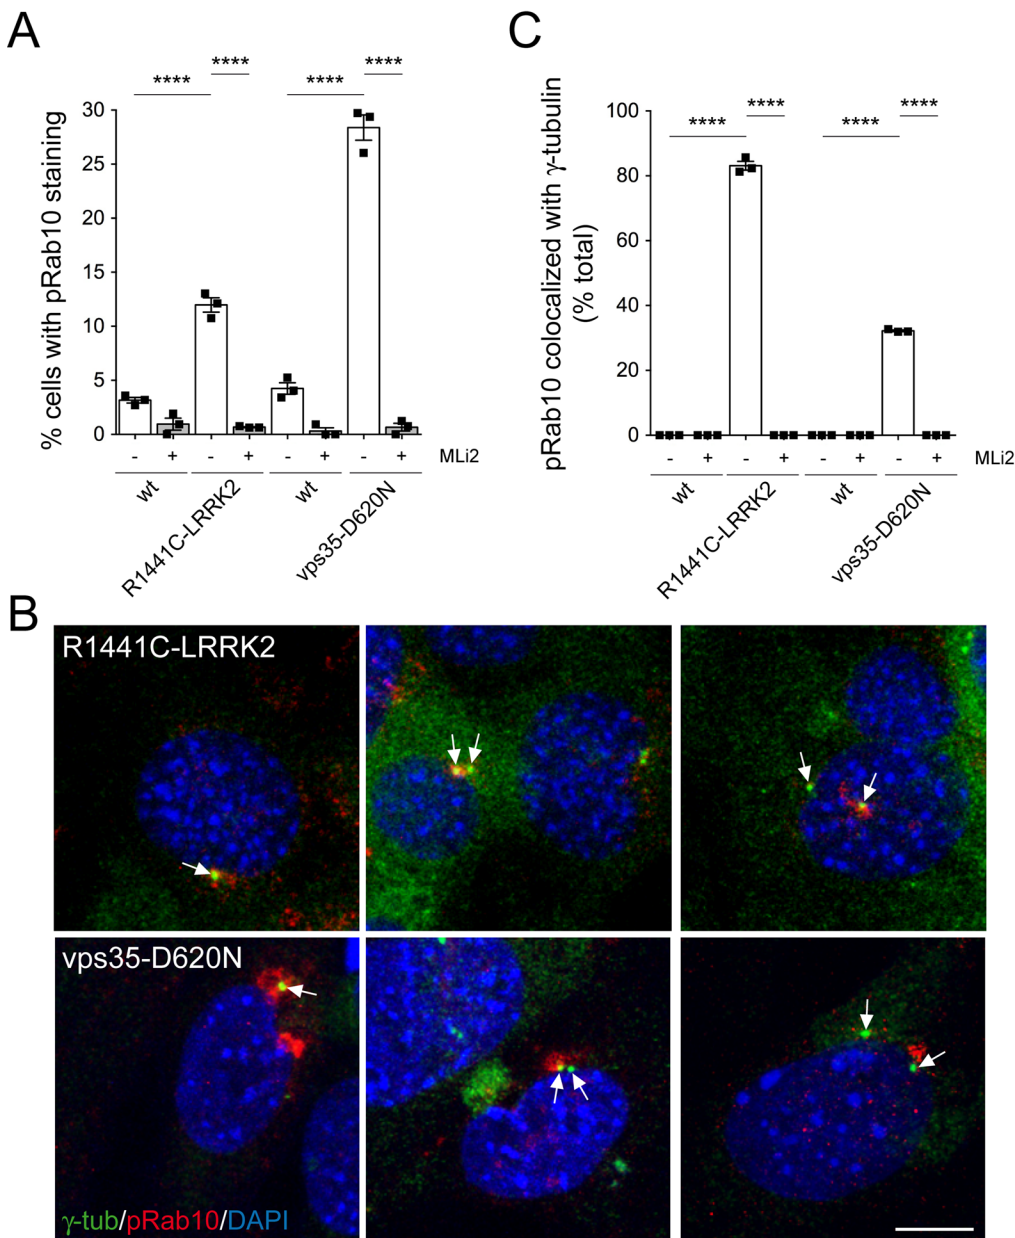 A
% cells with pRab10 staining
**** **** **** ****
30
25
20
15
10
5
0
- + - + - + - + MLi2
wt
R1441C-LRRK2
wt
vps35-D620N
C
pRab10 colocalized with γ-tubulin
(% total)
**** **** **** ****
100
80
60
40
20
0
- + - + - + - + MLi2
wt
R1441C-LRRK2
wt
vps35-D620N
B
R1441C-LRRK2
vps35-D620N
γ-tub/pRab10/DAPI